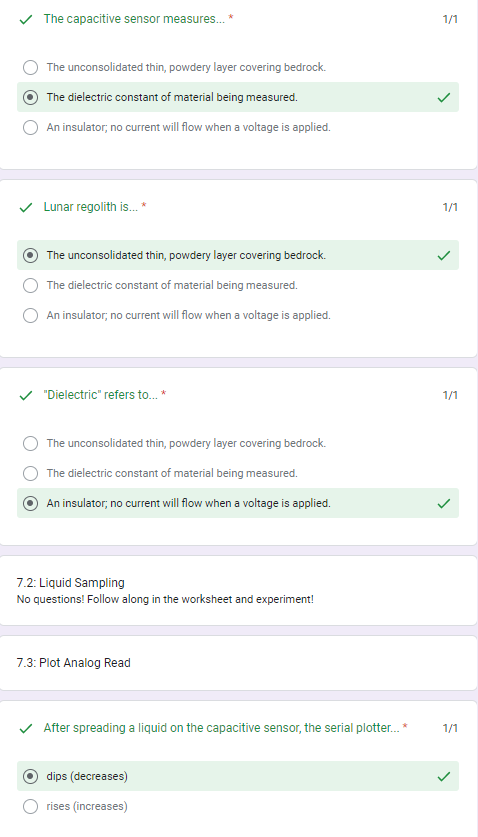 The capacitive sensor measures... *
1/1
The unconsolidated thin, powdery layer covering bedrock.
The dielectric constant of material being measured.
An insulator; no current will flow when a voltage is applied.
Lunar regolith is... *
1/1
The unconsolidated thin, powdery layer covering bedrock.
The dielectric constant of material being measured.
An insulator; no current will flow when a voltage is applied.
"Dielectric" refers to... *
1/1
The unconsolidated thin, powdery layer covering bedrock.
The dielectric constant of material being measured.
An insulator; no current will flow when a voltage is applied.
7.2: Liquid Sampling
No questions! Follow along in the worksheet and experiment!
7.3: Plot Analog Read
After spreading a liquid on the capacitive sensor, the serial plotter... *
1/1
dips (decreases)
rises (increases)